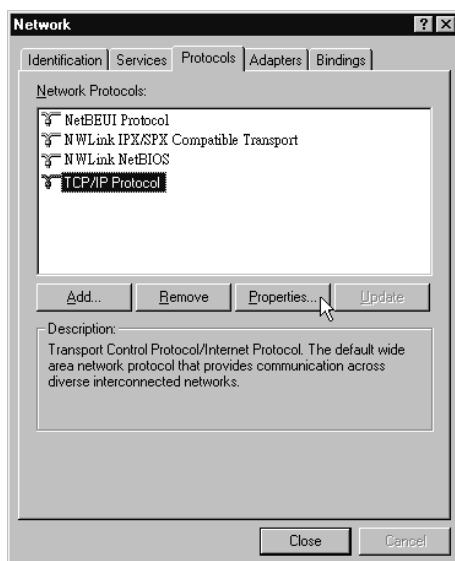 Network
Identification Services Protocols Adapters Bindings
Network Protocols:
NetBEUI Protocol
NWLink IPX/SPX Compatible Transport
NWLink NetBIOS
TCP/IP Protocol
Add... Remove Properties... Update
Description:
Transport Control Protocol/Internet Protocol. The default wide
area network protocol that provides communication across
diverse interconnected networks.
Close Cancel